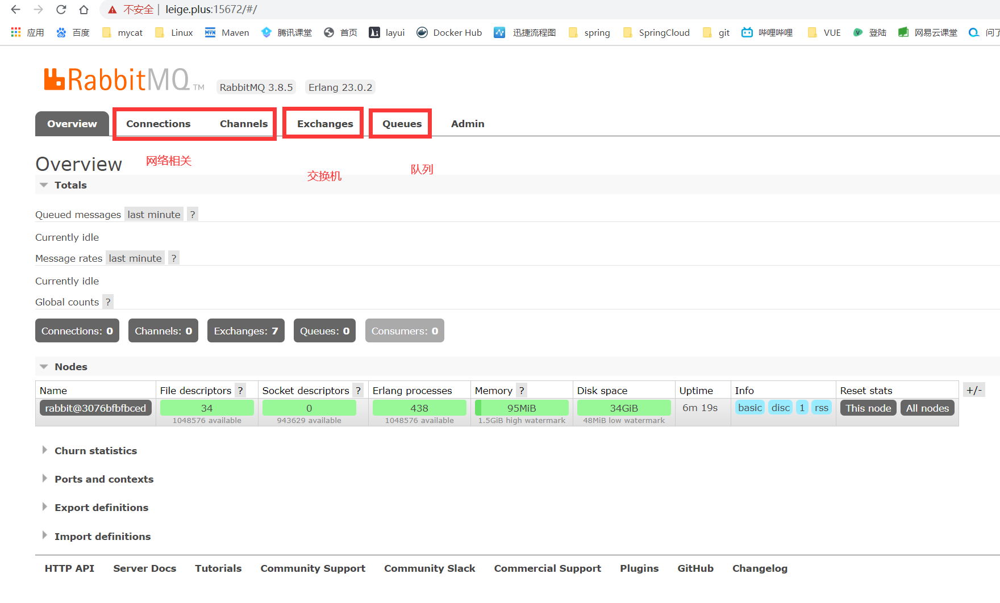 不安全 | leige.plus:15672/#/
应用 百度 mycat Linux Maven 腾讯课堂 首页 layui Docker Hub 迅捷流程图 spring SpringCloud git 哔哩哔哩 VUE 登陆 网易云课堂
RabbitMQ TM RabbitMQ 3.8.5 Erlang 23.0.2
Overview Connections Channels Exchanges Queues Admin
Overview 网络相关 交换机 队列
Totals
Queued messages last minute ?
Currently idle
Message rates last minute ?
Currently idle
Global counts ?
Connections: 0 Channels: 0 Exchanges: 7 Queues: 0 Consumers: 0
Nodes
Name File descriptors ? Socket descriptors ? Erlang processes Memory ? Disk space Uptime Info Reset stats +/-
rabbit@3076bfbfbced 34 0 438 95MiB 34GiB 6m 19s basic disc 1 rss This node All nodes
1048576 available 943629 available 1048576 available 1.5GiB high watermark 48MiB low watermark
Churn statistics
Ports and contexts
Export definitions
Import definitions
HTTP API Server Docs Tutorials Community Support Community Slack Commercial Support Plugins GitHub Changelog